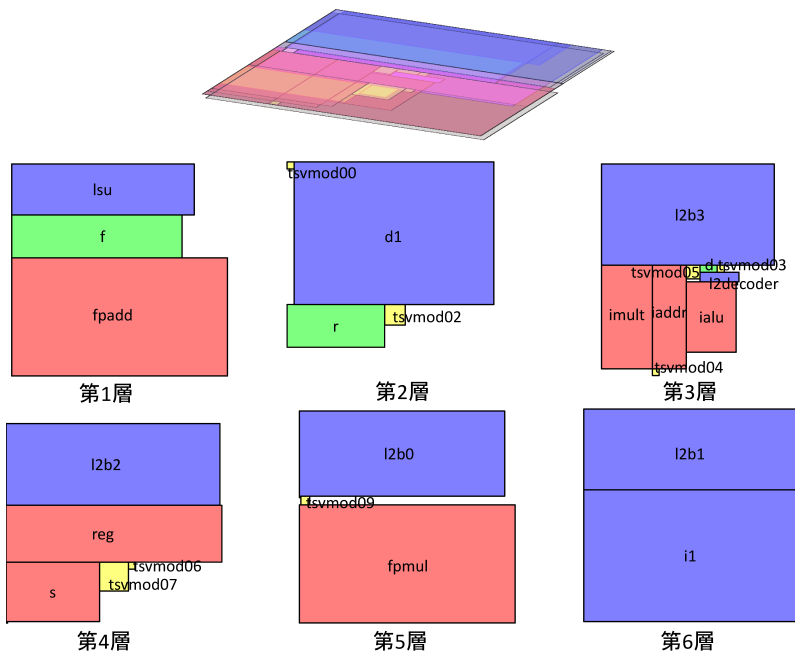 lsu
f
fpadd
第1層
tsvmod00
d1
tsvmod02
r
第2層
l2b3
d
tsvmod03
tsvmod05
l2decoder
imult
iaddr
ialu
tsvmod04
第3層
l2b2
reg
tsvmod06
tsvmod07
s
第4層
l2b0
tsvmod09
fpmul
第5層
l2b1
i1
第6層